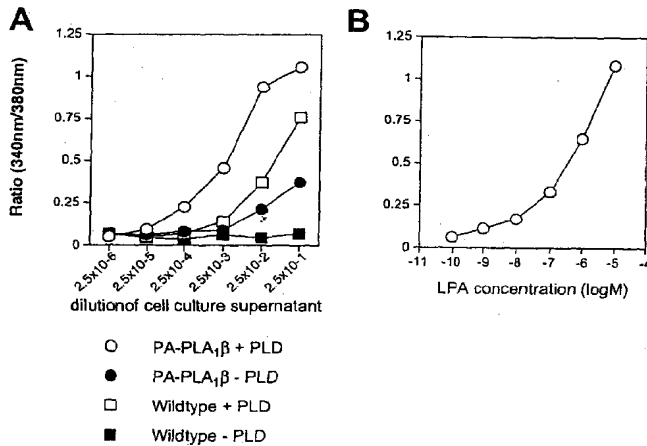 A
B
Ratio (340nm/380nm)
1.25
1
0.75
0.5
0.25
0
2.5x10-6
2.5x10-5
2.5x10-4
2.5x10-3
2.5x10-2
2.5x10-1
dilutionof cell culture supernatant
1.25
1
0.75
0.5
0.25
0
-11 -10 -9 -8 -7 -6 -5 -4
LPA concentration (logM)
PA-PLA₁β + PLD
PA-PLA₁β - PLD
Wildtype + PLD
Wildtype - PLD